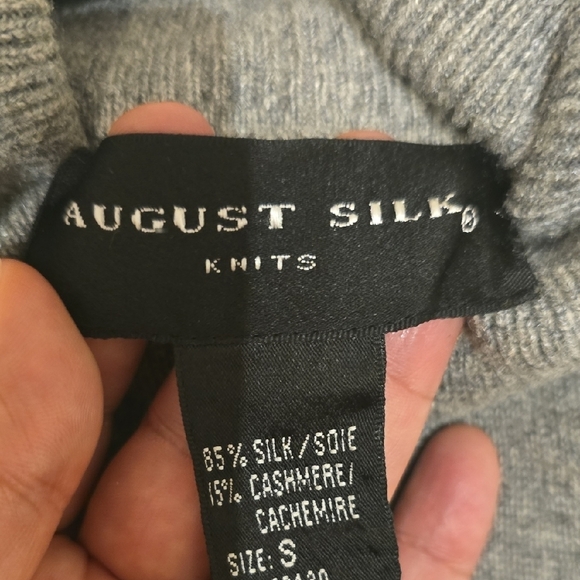 AUGUST SILK®
KNITS
85% SILK/SOIE
15% CASHMERE/
CACHEMIRE
SIZE: S